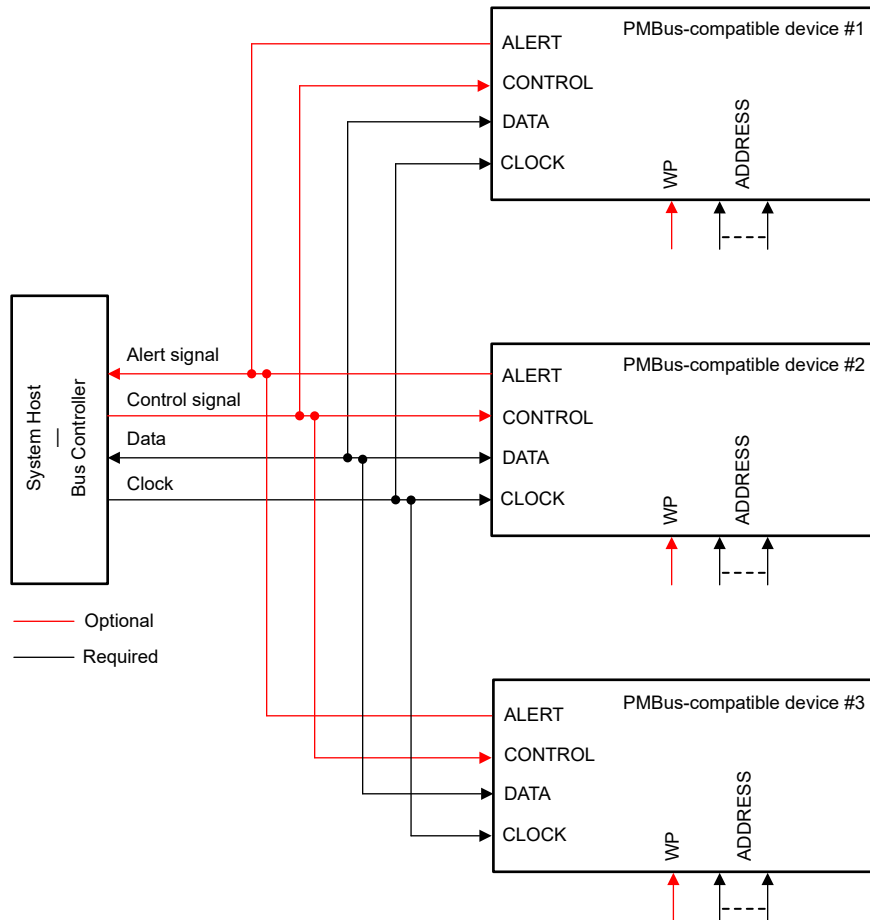 PMBus-compatible device #1
ALERT
CONTROL
DATA
CLOCK
WP
ADDRESS
System Host
—
Bus Controller
Alert signal
Control signal
Data
Clock
PMBus-compatible device #2
ALERT
CONTROL
DATA
CLOCK
WP
ADDRESS
Optional
Required
PMBus-compatible device #3
ALERT
CONTROL
DATA
CLOCK
WP
ADDRESS